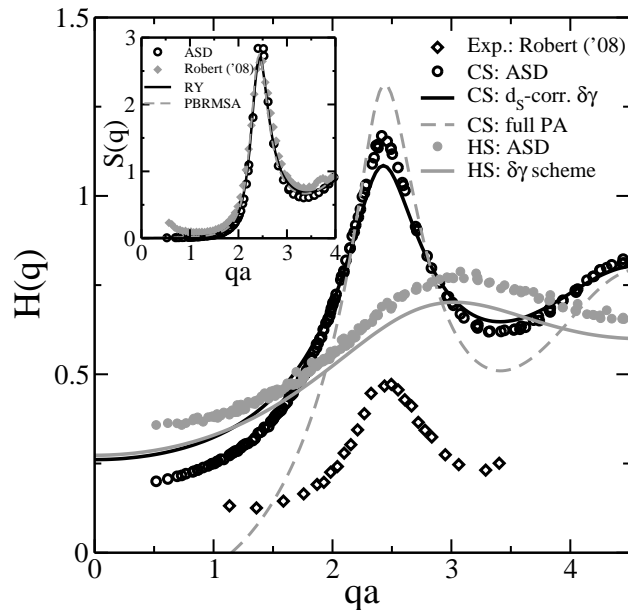 1.5
1
0.5
0
H(q)
0
1
2
3
4
qa
Exp.: Robert ('08)
CS: ASD
CS: dS-corr. δγ
CS: full PA
HS: ASD
HS: δγ scheme
3
2
1
0
S(q)
0
1
2
3
4
qa
ASD
Robert ('08)
RY
PBRMSA